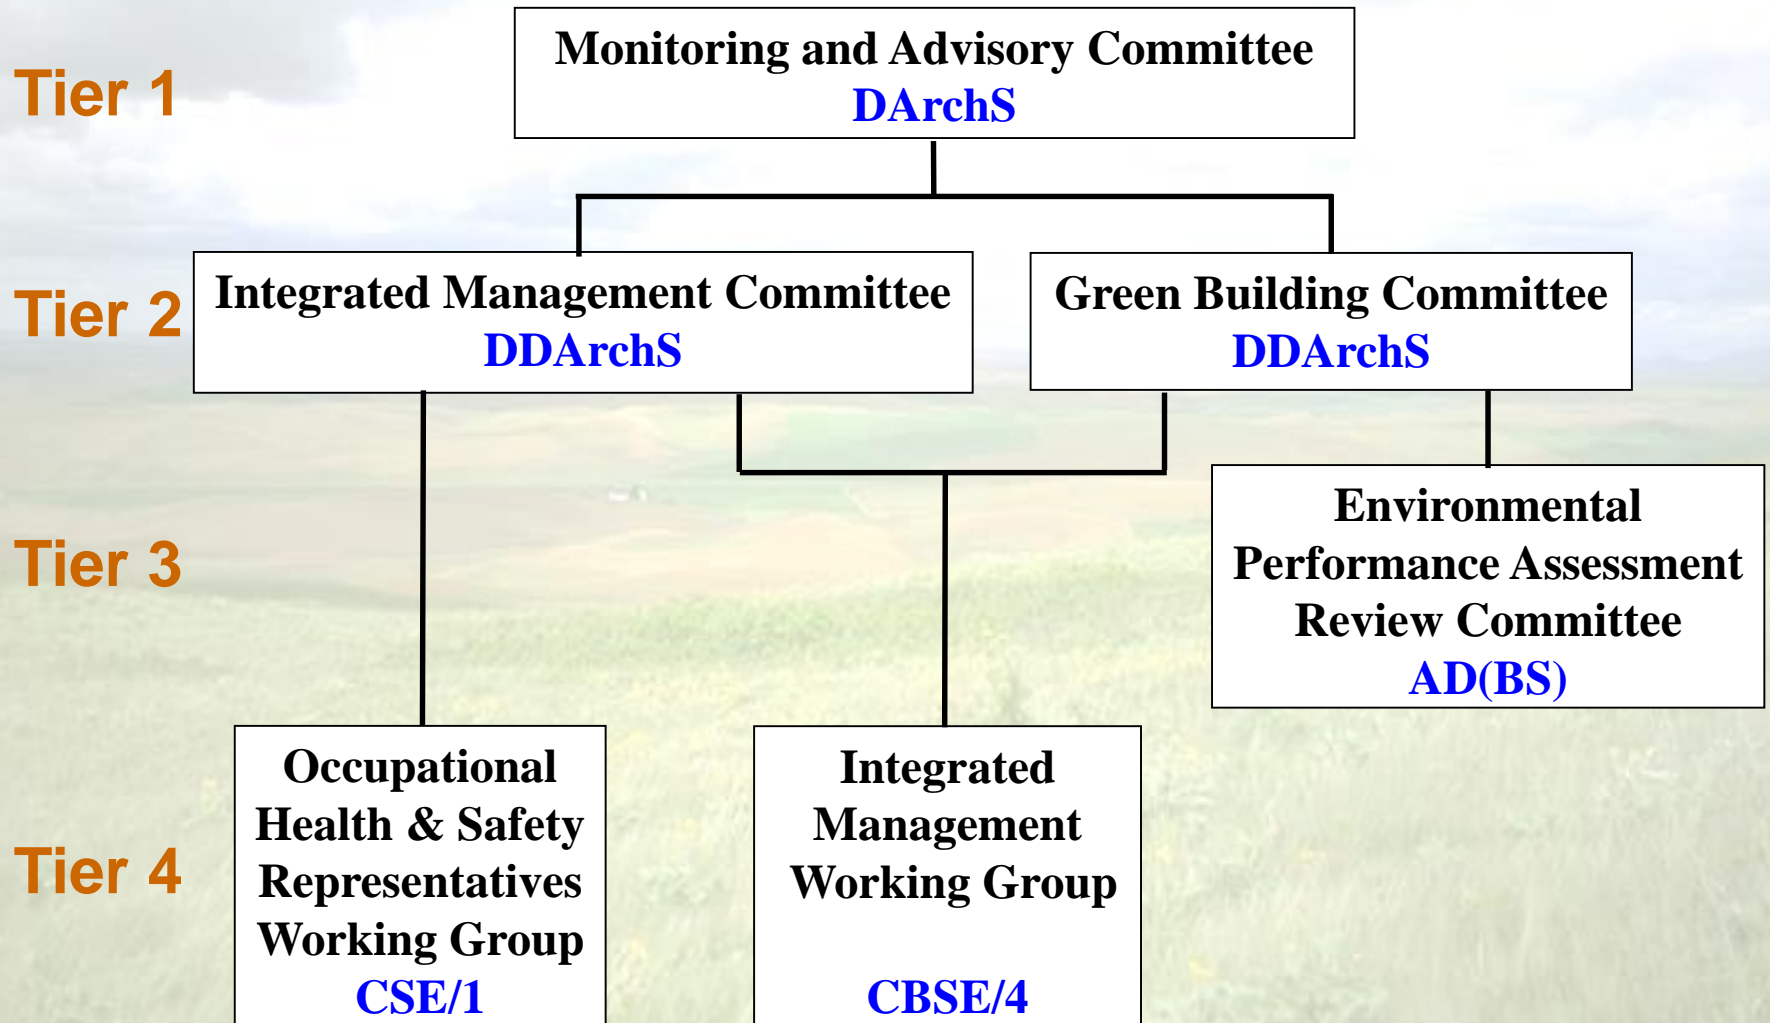 Tier 1
Monitoring and Advisory Committee
DArchS
Tier 2
Integrated Management Committee
DDArchS
Green Building Committee
DDArchS
Tier 3
Environmental
Performance Assessment
Review Committee
AD(BS)
Tier 4
Occupational
Health & Safety
Representatives
Working Group
CSE/1
Integrated
Management
Working Group
CBSE/4